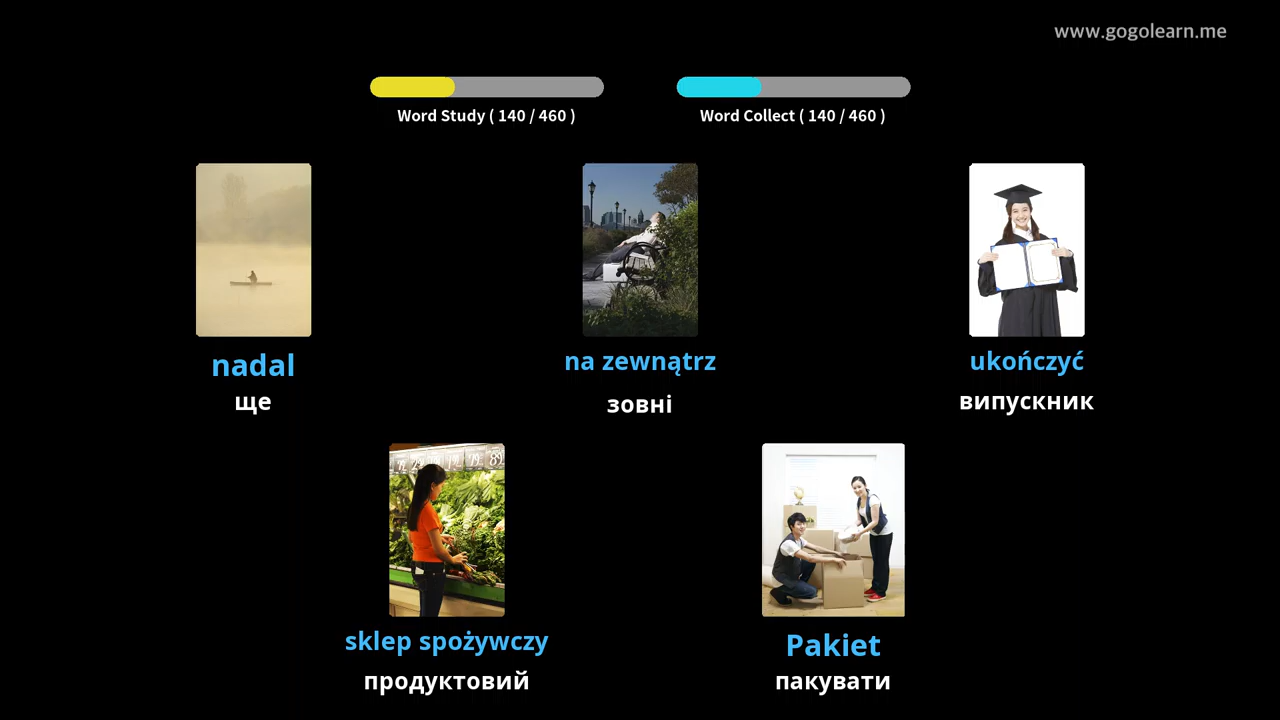 www.gogolearn.me
Word Study ( 140 / 460 )
Word Collect ( 140 / 460 )
nadal
ще
na zewnątrz
зовні
ukończyć
випускник
sklep spożywczy
продуктовий
Pakiet
пакувати